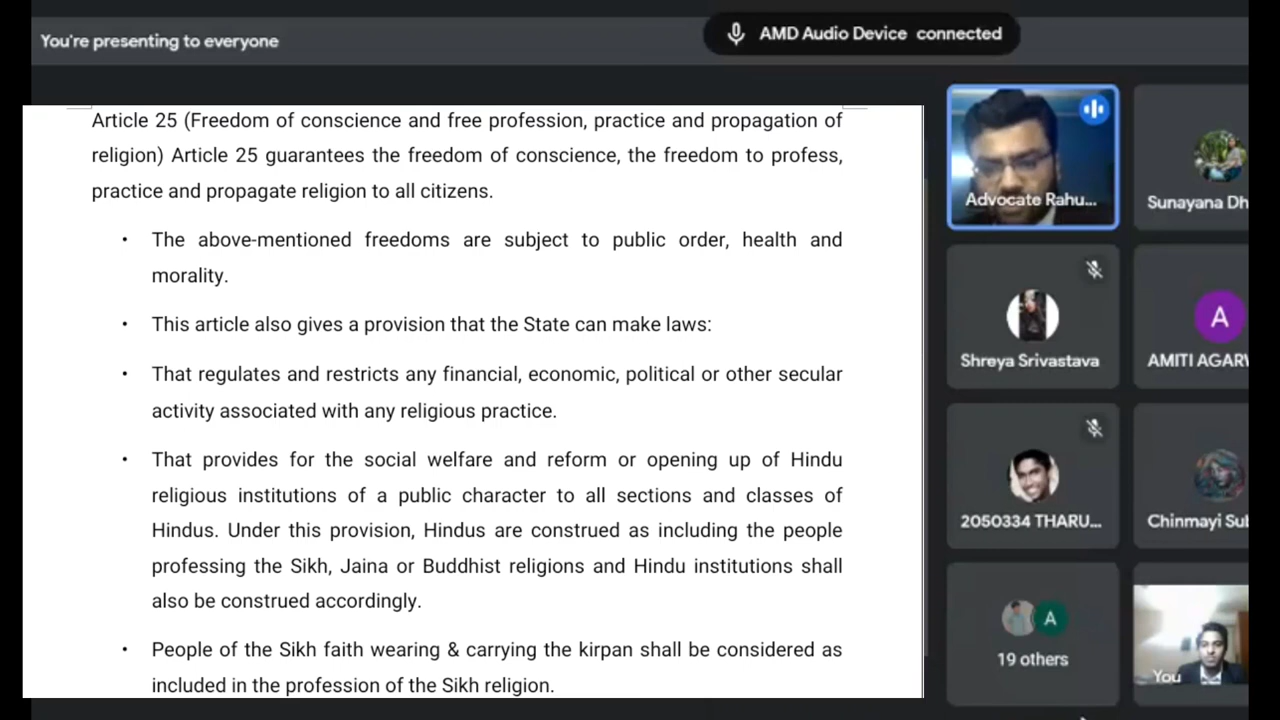 You're presenting to everyone
AMD Audio Device connected
Article 25 (Freedom of conscience and free profession, practice and propagation of
religion) Article 25 guarantees the freedom of conscience, the freedom to profess,
practice and propagate religion to all citizens.
• The above-mentioned freedoms are subject to public order, health and
morality.
• This article also gives a provision that the State can make laws:
• That regulates and restricts any financial, economic, political or other secular
activity associated with any religious practice.
• That provides for the social welfare and reform or opening up of Hindu
religious institutions of a public character to all sections and classes of
Hindus. Under this provision, Hindus are construed as including the people
professing the Sikh, Jaina or Buddhist religions and Hindu institutions shall
also be construed accordingly.
• People of the Sikh faith wearing & carrying the kirpan shall be considered as
included in the profession of the Sikh religion.
Advocate Rahu...
Sunayana Dh
Shreya Srivastava
A
AMITI AGARW
2050334 THARU...
Chinmayi Sul
A
19 others
You